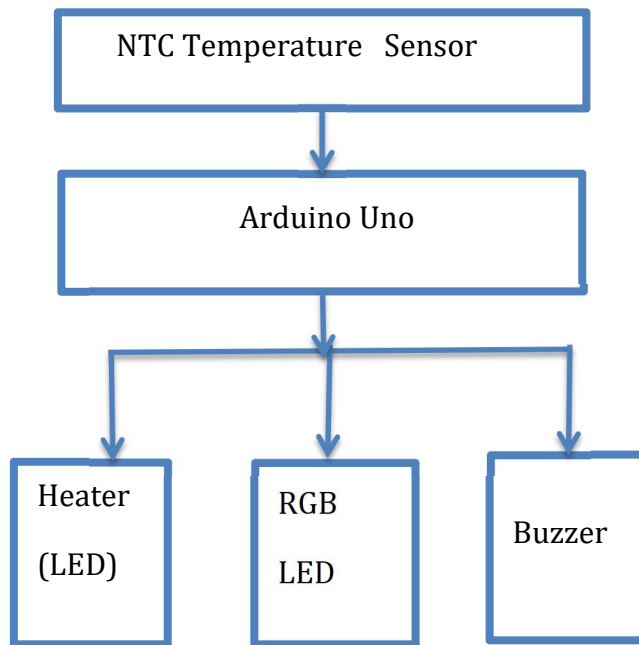 NTC Temperature Sensor
Arduino Uno
Heater
(LED)
RGB
LED
Buzzer